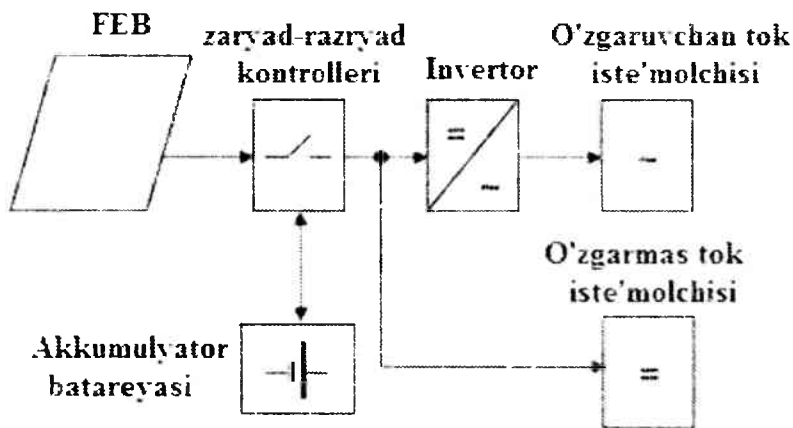 FEB
zaryad-razryad
kontrolleri
Invertor
O'zgaruvchan tok
iste'molchisi
=
~
~
O'zgarmas tok
iste'molchisi
Akkumulyator
batareyasi
=